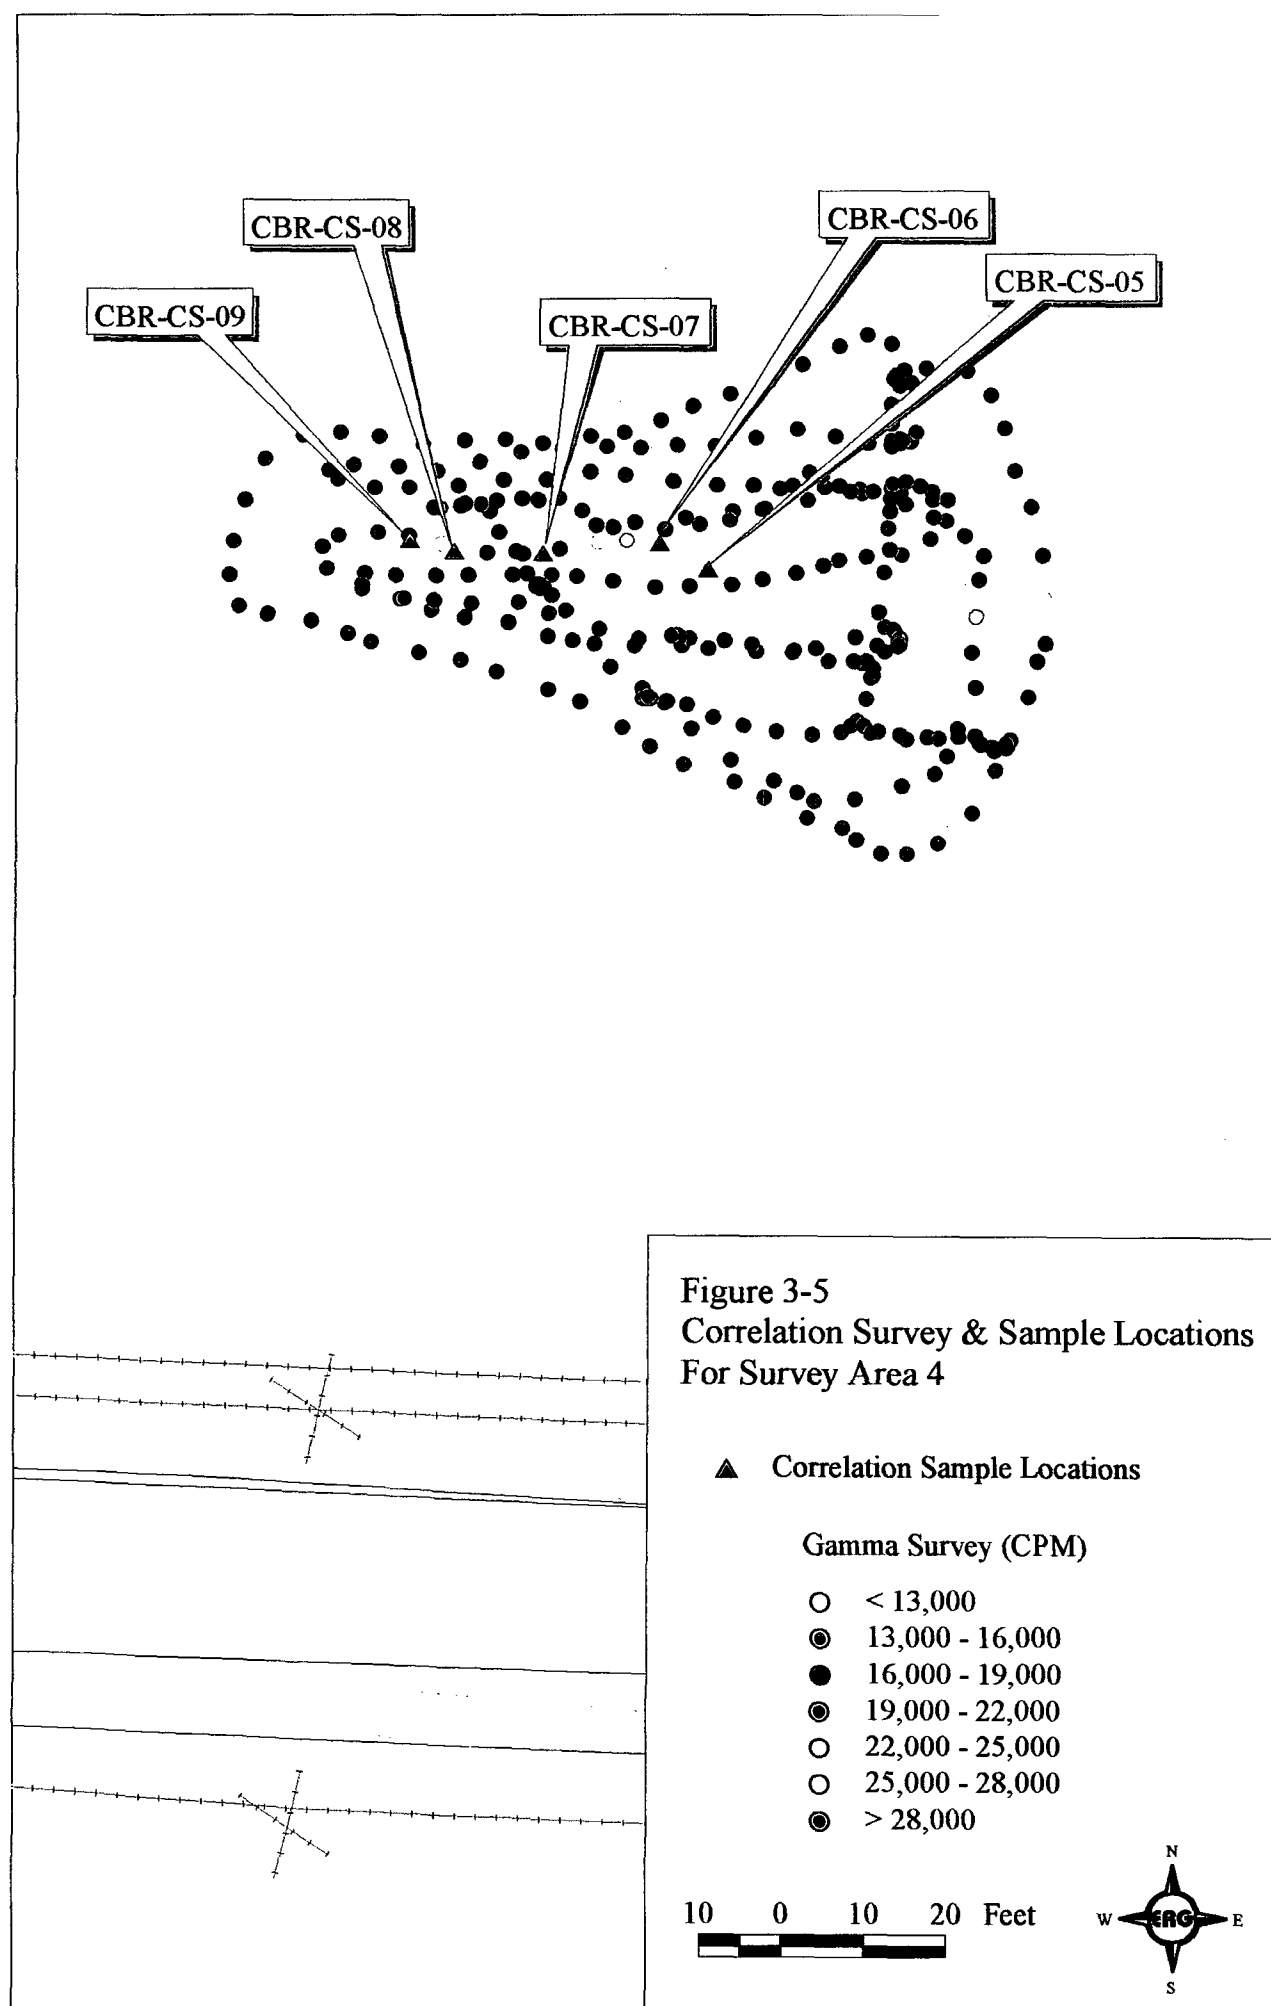 CBR-CS-08
CBR-CS-06
CBR-CS-05
CBR-CS-09
CBR-CS-07
Figure 3-5
Correlation Survey & Sample Locations
For Survey Area 4
Correlation Sample Locations
Gamma Survey (CPM)
< 13,000
13,000 - 16,000
16,000 - 19,000
19,000 - 22,000
22,000 - 25,000
25,000 - 28,000
> 28,000
10 0 10 20 Feet
N
W ERG E
S